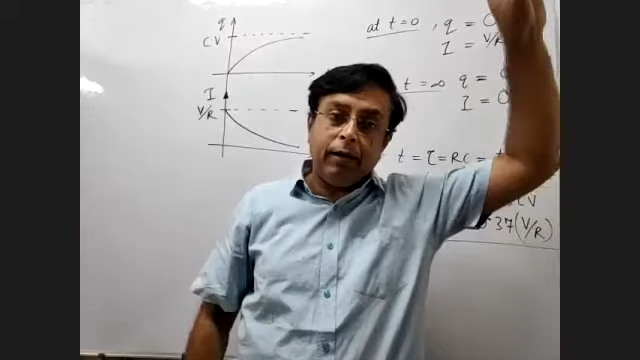 q
CV
I
V/R
at t=0, q = 0
I = V/R
t=∞ q =
I = 0
t = τ = RC =
CV
37(V/R)